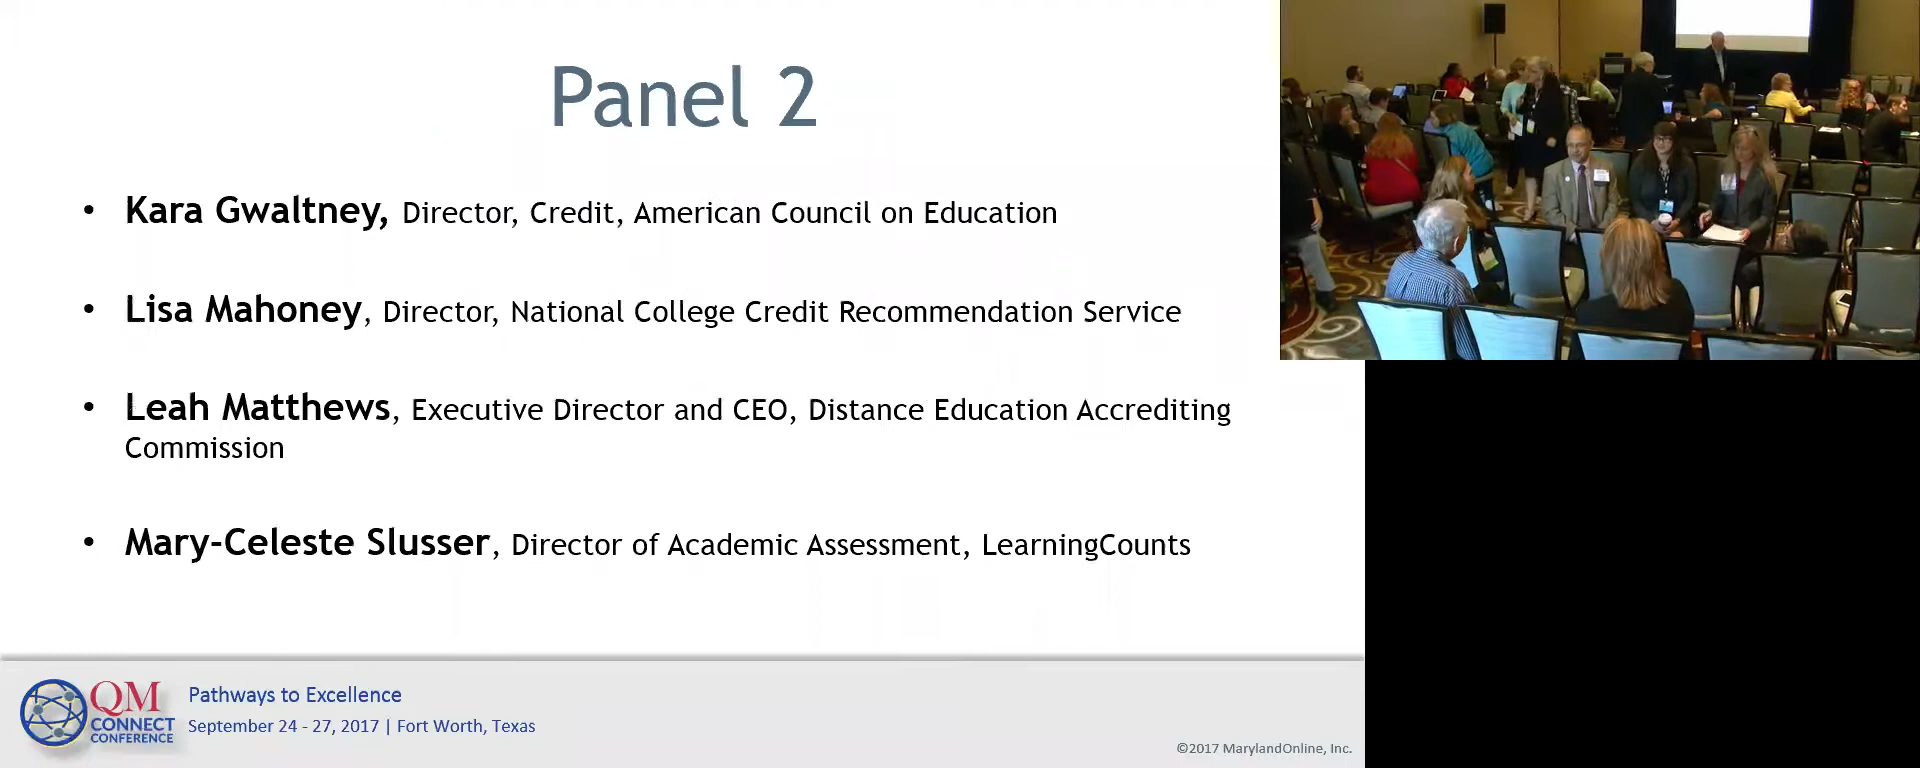 Panel 2
• Kara Gwaltney, Director, Credit, American Council on Education
• Lisa Mahoney, Director, National College Credit Recommendation Service
• Leah Matthews, Executive Director and CEO, Distance Education Accrediting
Commission
• Mary-Celeste Slusser, Director of Academic Assessment, LearningCounts
QM
CONNECT
CONFERENCE
Pathways to Excellence
September 24 - 27, 2017 | Fort Worth, Texas
©2017 MarylandOnline, Inc.